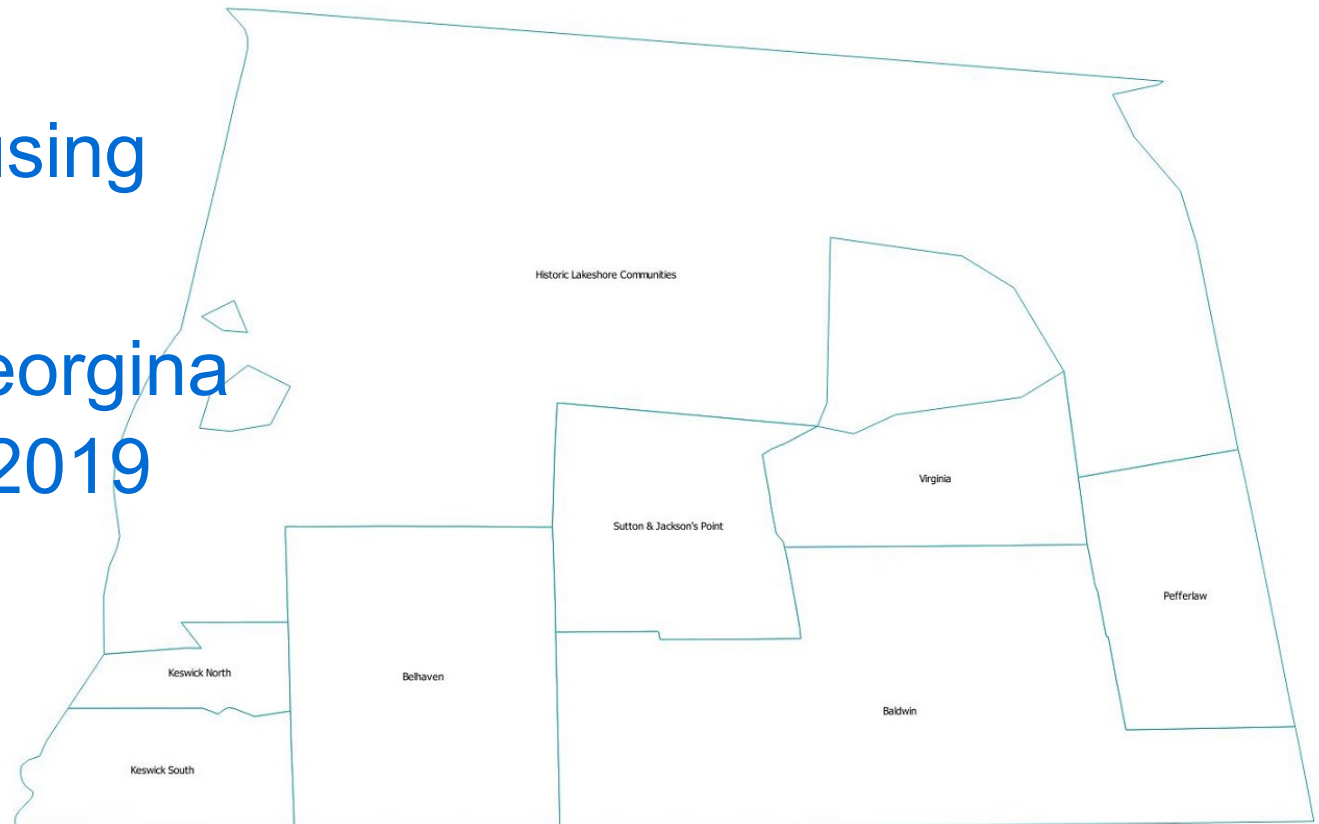 using
eorgina
2019
Historic Lakeshore Communities
Virginia
Sutton & Jackson's Point
Pefferlaw
Keswick North
Belhaven
Baldwin
Keswick South